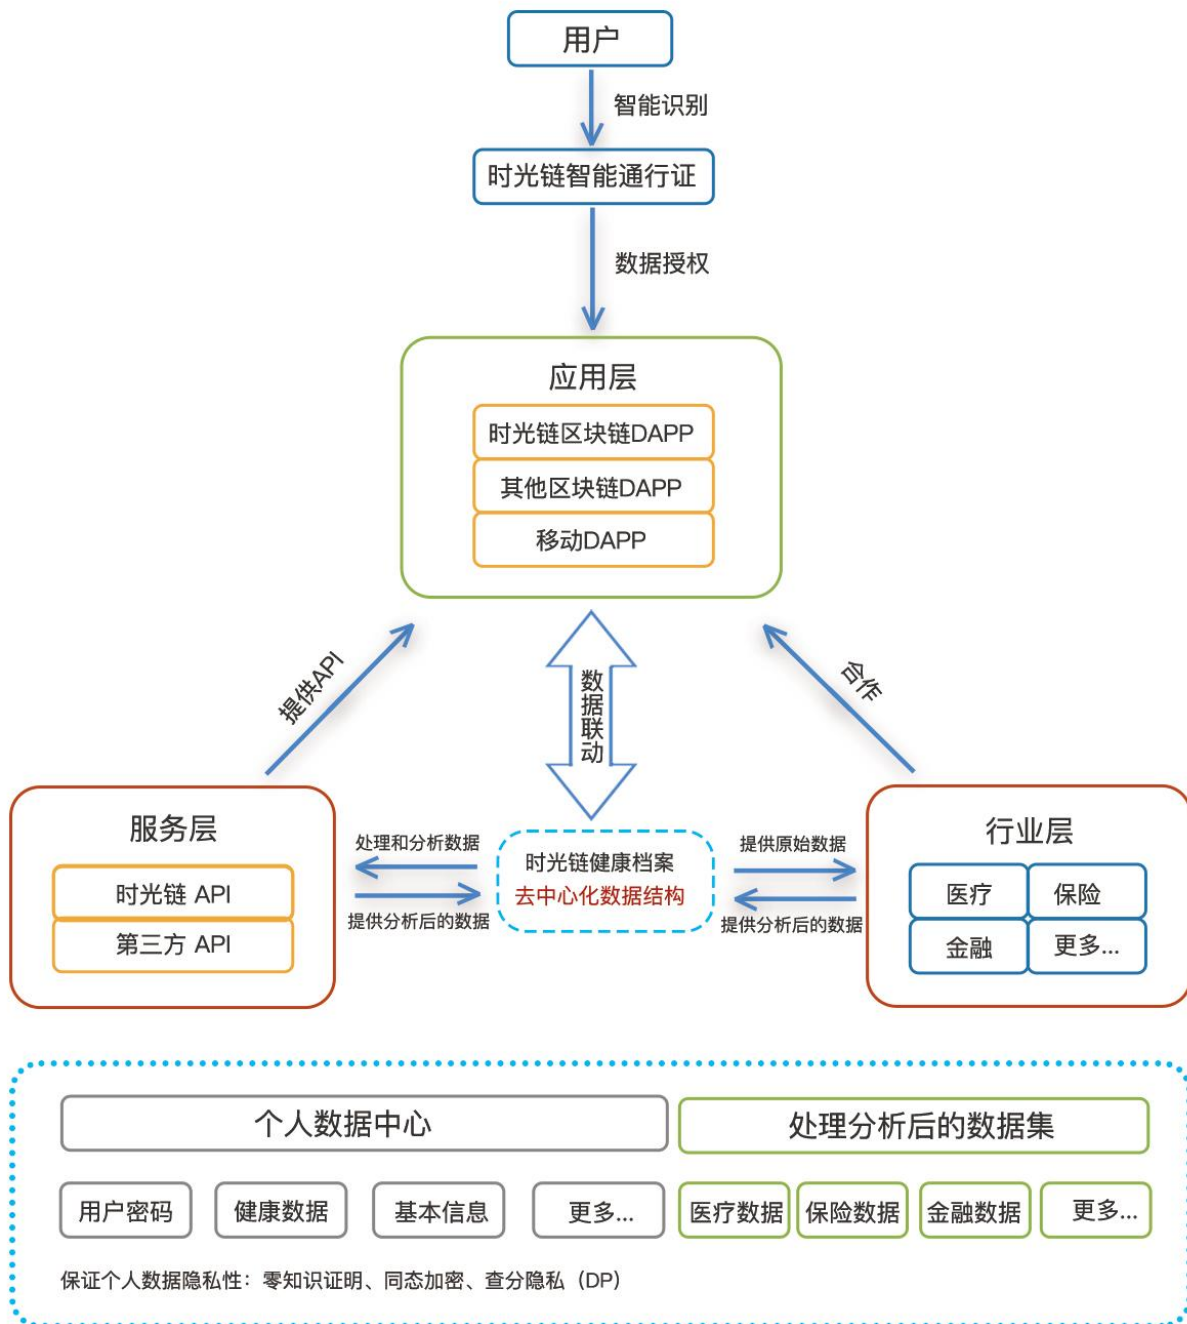 用户
智能识别
时光链智能通行证
数据授权
应用层
时光链区块链DAPP
其他区块链DAPP
移动DAPP
提供API
数据联动
合作
服务层
时光链 API
第三方 API
处理和分析数据
提供分析后的数据
时光链健康档案
去中心化数据结构
提供原始数据
提供分析后的数据
行业层
医疗
保险
金融
更多...
个人数据中心
处理分析后的数据集
用户密码
健康数据
基本信息
更多...
医疗数据
保险数据
金融数据
更多...
保证个人数据隐私性：零知识证明、同态加密、查分隐私（DP）